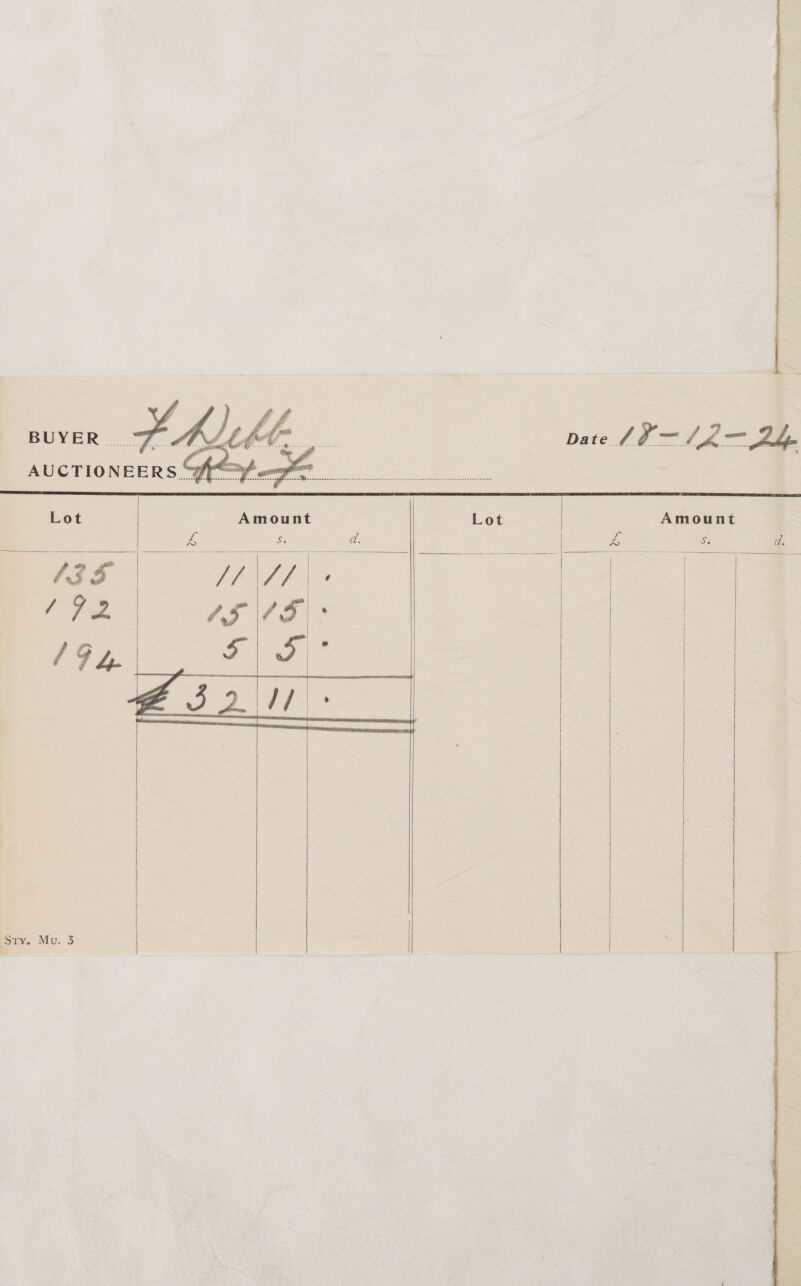 BUYER F Webb Date 18-12-24
AUCTIONEERS
Lot Amount Lot Amount
£ s. d. £ s. d.
135 11 11 .
192 15 15 .
194 5 5 .
£ 32 11 .
Sty. Mu. 3